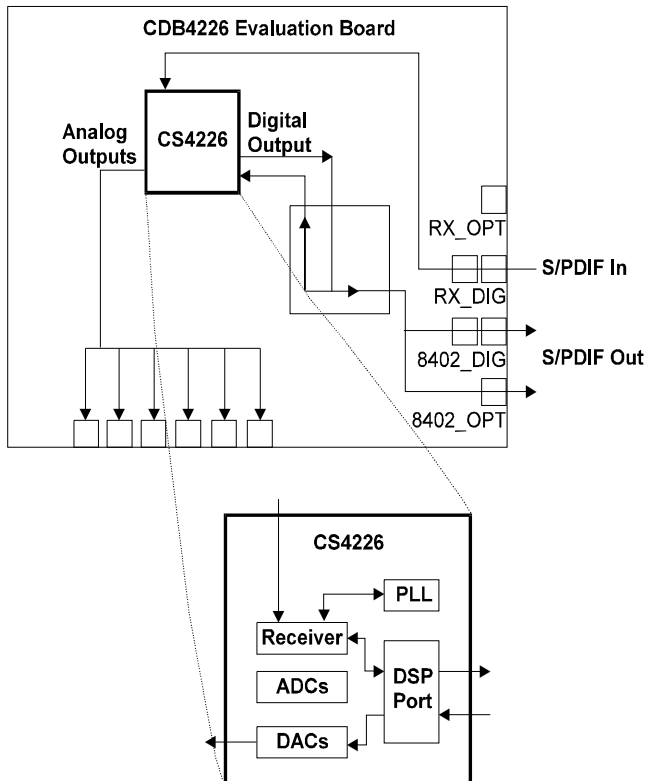 CDB4226 Evaluation Board
Analog
Outputs
CS4226
Digital
Output
RX_OPT
S/PDIF In
RX_DIG
8402_DIG
S/PDIF Out
8402_OPT
CS4226
PLL
Receiver
ADCs
DSP
Port
DACs